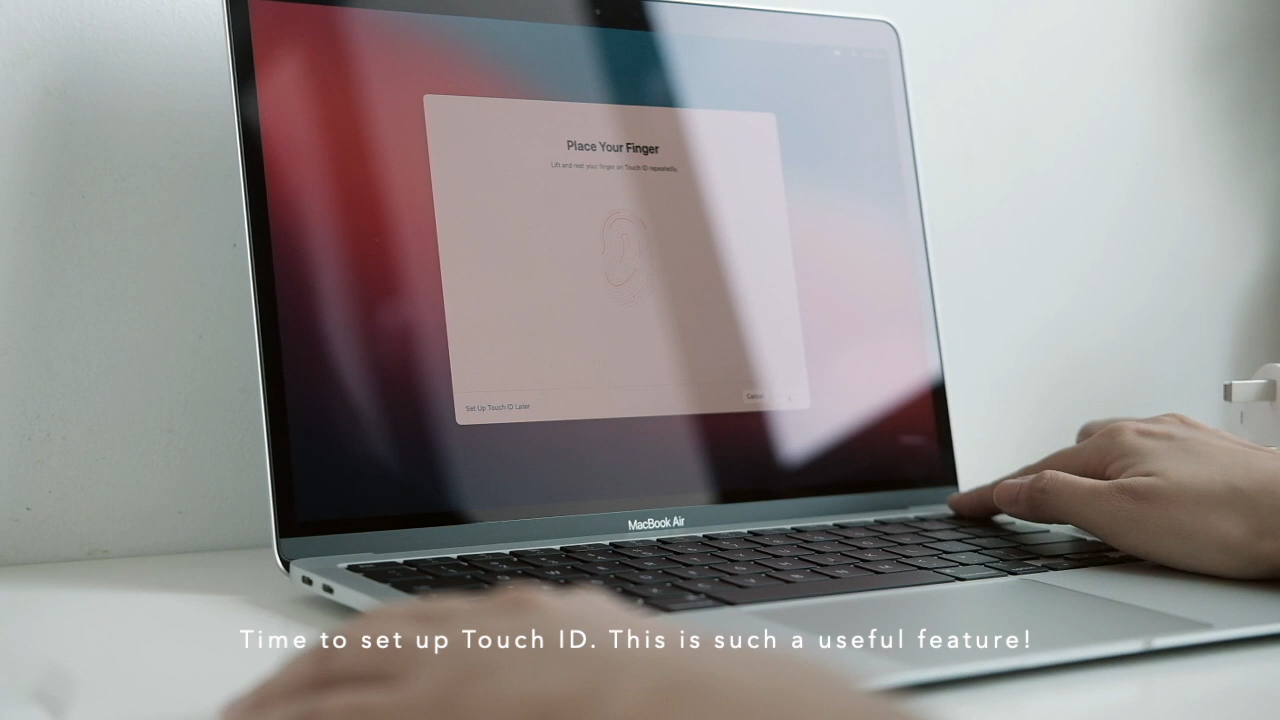 Place Your Finger
Lift and rest your finger on Touch ID repeatedly.
Set Up Touch ID Later
Cancel
MacBook Air
Time to set up Touch ID. This is such a useful feature!